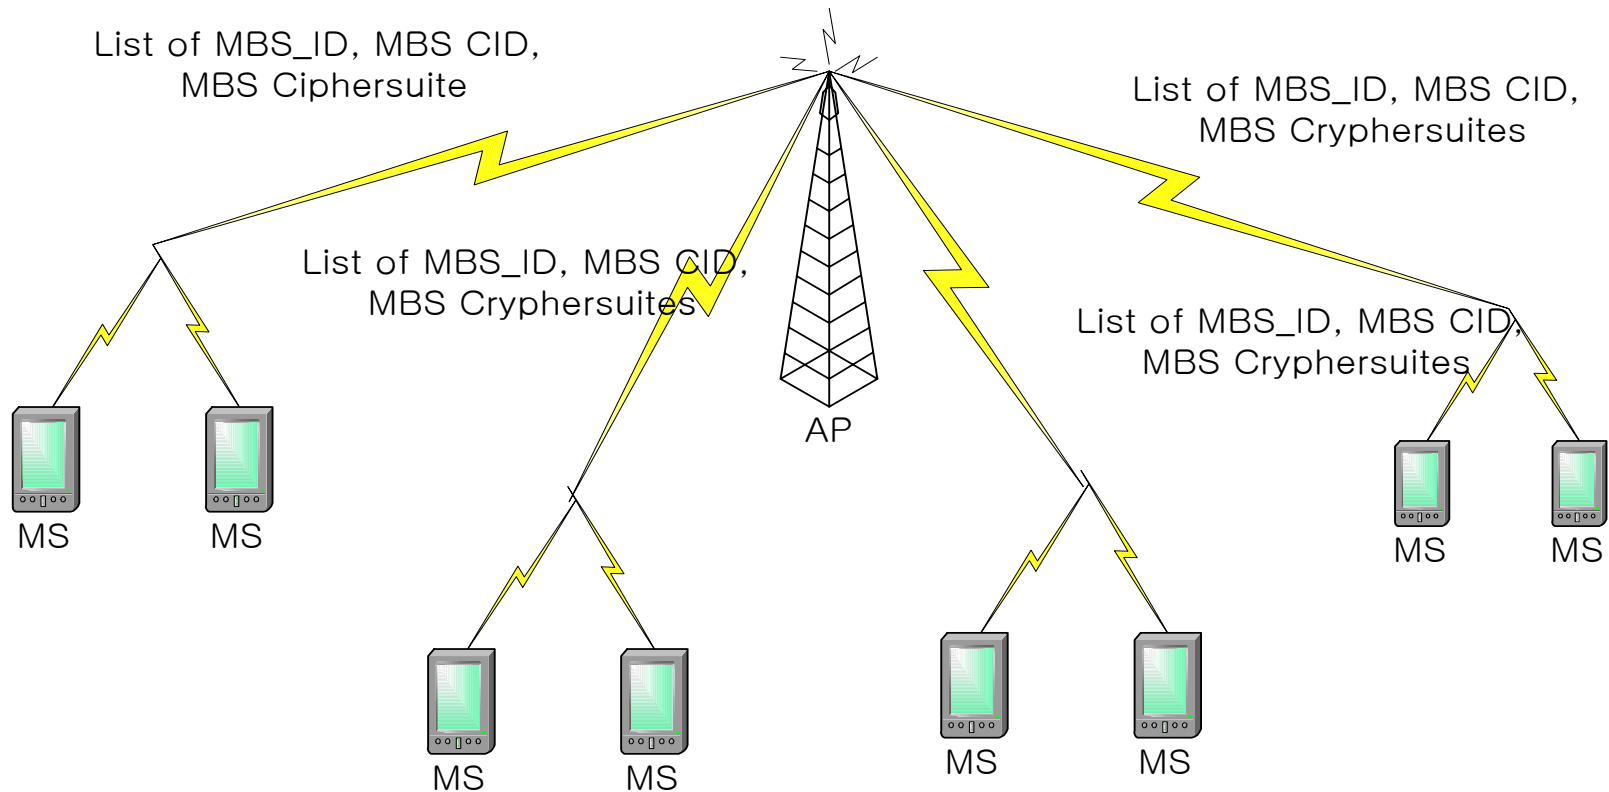 List of MBS_ID, MBS CID,
MBS Ciphersuite
List of MBS_ID, MBS CID,
MBS Cryphersuites
List of MBS_ID, MBS CID,
MBS Cryphersuites
List of MBS_ID, MBS CID,
MBS Cryphersuites
AP
MS
MS
MS
MS
MS
MS
MS
MS